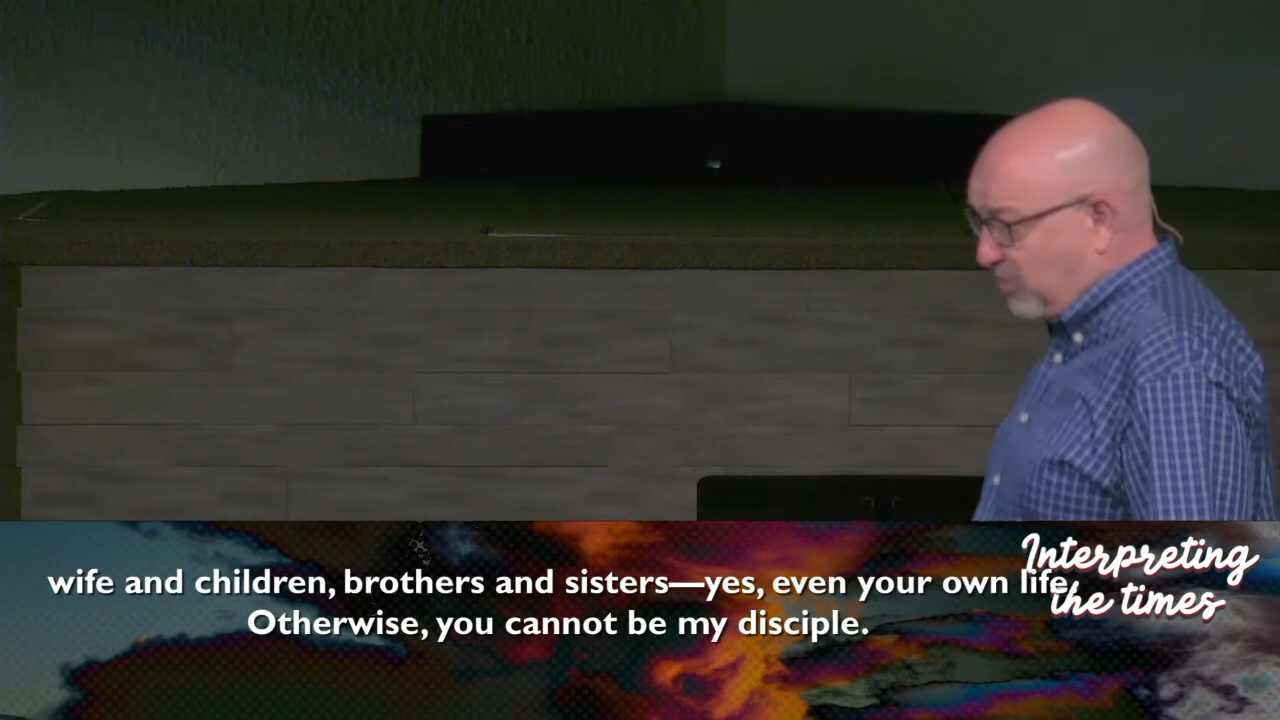 wife and children, brothers and sisters—yes, even your own life.
Otherwise, you cannot be my disciple.
Interpreting
the times